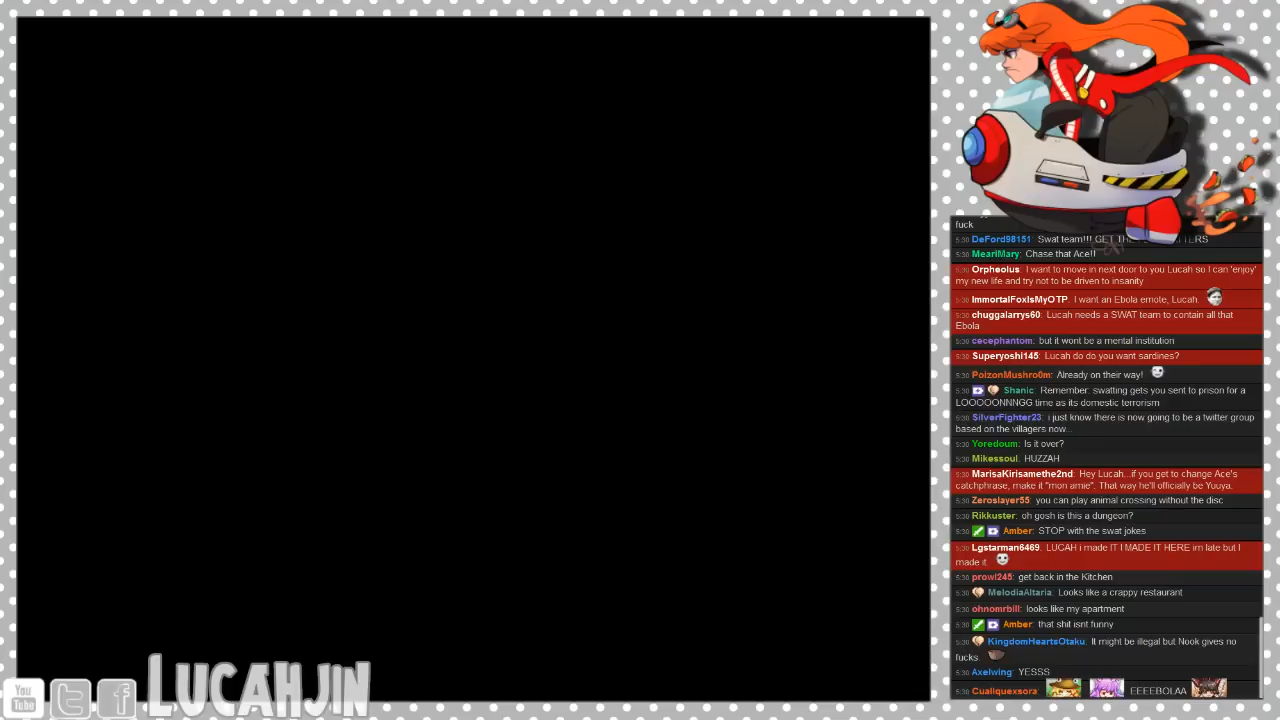 fuck
5:30 DeFord98151: Swat team!!! GET TH
5:30 MeariMary: Chase that Ace!!
5:30 Orpheolus: I want to move in next door to you Lucah so I can 'enjoy'
my new life and try not to be driven to insanity
5:30 ImmortalFoxIsMyOTP: I want an Ebola emote, Lucah.
5:30 chuggalarrys60: Lucah needs a SWAT team to contain all that
Ebola
5:30 cecephantom: but it wont be a mental institution
5:30 Superyoshi145: Lucah do do you want sardines?
5:30 PoizonMushro0m: Already on their way!
5:30 Shanic: Remember: swatting gets you sent to prison for a
LOOOOONNNGG time as its domestic terrorism
5:30 SilverFighter23: i just know there is now going to be a twitter group
based on the villagers now...
5:30 Yoredoum: Is it over?
5:30 Mikessoul: HUZZAH
5:30 MarisaKirisamethe2nd: Hey Lucah...if you get to change Ace's
catchphrase, make it "mon amie". That way he'll officially be Yuuya.
5:30 Zeroslayer55: you can play animal crossing without the disc
5:30 Rikkuster: oh gosh is this a dungeon?
5:30 Amber: STOP with the swat jokes
5:30 Lgstarman6469: LUCAH i made IT I MADE IT HERE im late but I
made it
5:30 prowl245: get back in the Kitchen
5:30 MelodiaAltaria: Looks like a crappy restaurant
5:30 ohnomrbill: looks like my apartment
5:30 Amber: that shit isnt funny
5:30 KingdomHeartsOtaku: It might be illegal but Nook gives no
fucks.
5:30 Axelwing: YESSS
5:30 Cualiquexsora: EEEEBOLAA
You
Tube
LUCAHJIN